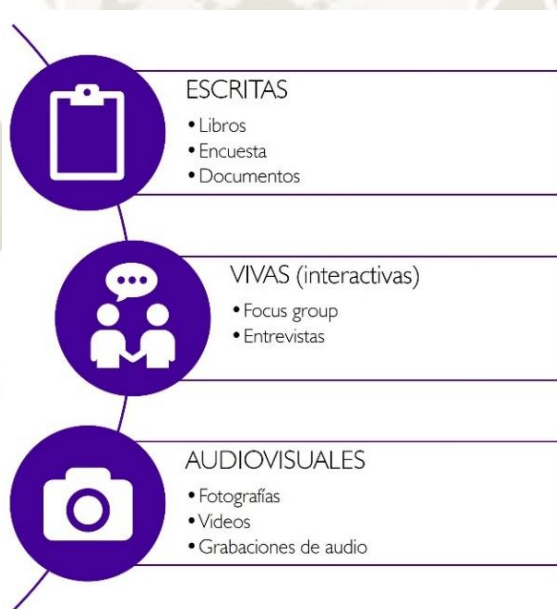 ESCRITAS
• Libros
• Encuesta
• Documentos
VIVAS (interactivas)
• Focus group
• Entrevistas
AUDIOVISUALES
• Fotografías
• Videos
• Grabaciones de audio